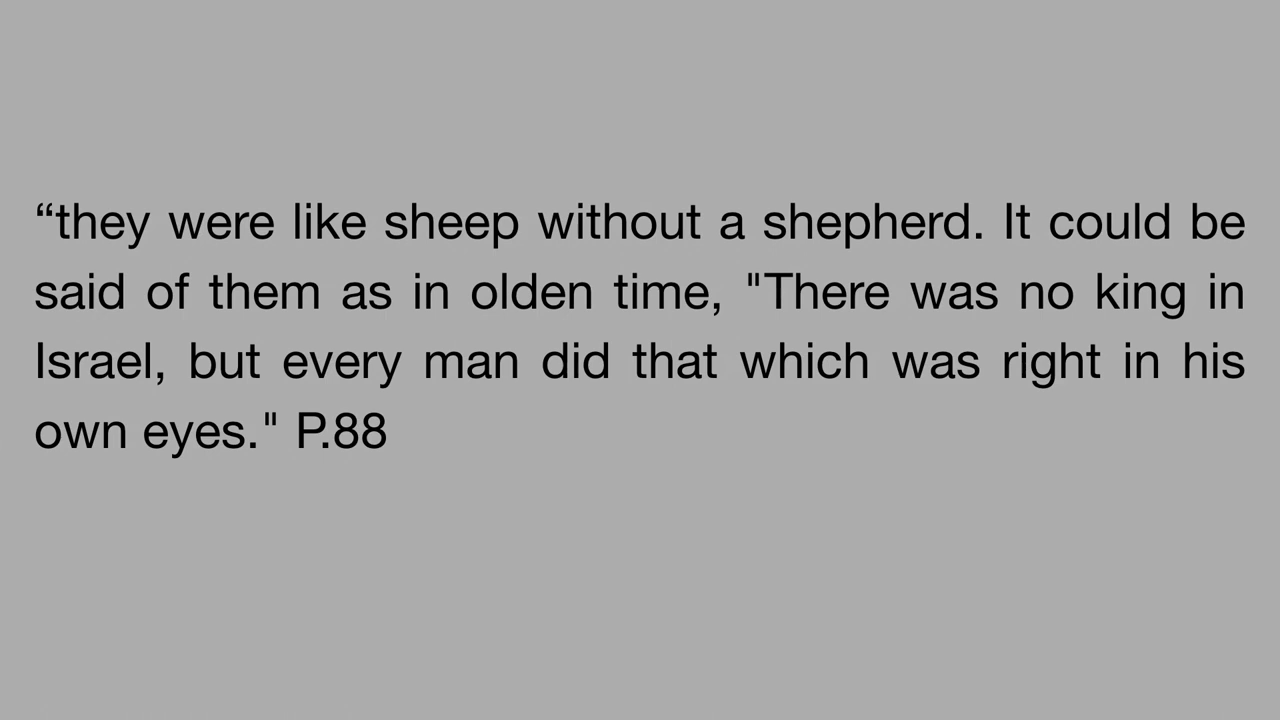 “they were like sheep without a shepherd. It could be
said of them as in olden time, "There was no king in
Israel, but every man did that which was right in his
own eyes." P.88